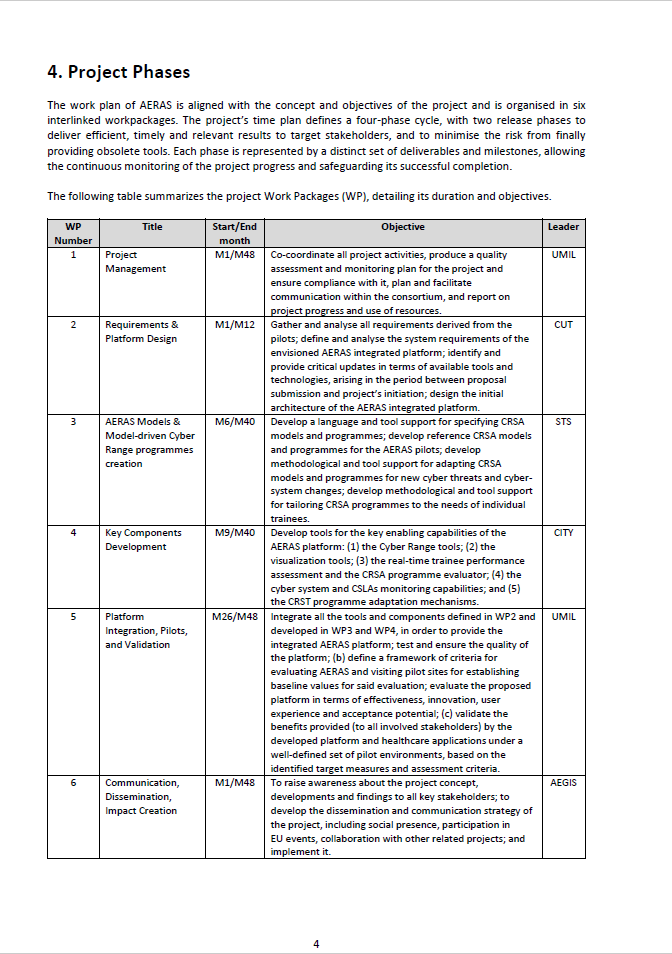 4. Project Phases
The work plan of AERAS is aligned with the concept and objectives of the project and is organised in six
interlinked workpackages. The project's time plan defines a four-phase cycle, with two release phases to
deliver efficient, timely and relevant results to target stakeholders, and to minimise the risk from finally
providing obsolete tools. Each phase is represented by a distinct set of deliverables and milestones, allowing
the continuous monitoring of the project progress and safeguarding its successful completion.
The following table summarizes the project Work Packages (WP), detailing its duration and objectives.
WP Number
Title
Start/End month
Objective
Leader
1
Project
Management
M1/M48
Co-coordinate all project activities, produce a quality
assessment and monitoring plan for the project and
ensure compliance with it, plan and facilitate
communication within the consortium, and report on
project progress and use of resources.
UMIL
2
Requirements &
Platform Design
M1/M12
Gather and analyse all requirements derived from the
pilots; define and analyse the system requirements of the
envisioned AERAS integrated platform; identify and
provide critical updates in terms of available tools and
technologies, arising in the period between proposal
submission and project's initiation; design the initial
architecture of the AERAS integrated platform.
CUT
3
AERAS Models &
Model-driven Cyber
Range programmes
creation
M6/M40
Develop a language and tool support for specifying CRSA
models and programmes; develop reference CRSA models
and programmes for the AERAS pilots; develop
methodological and tool support for adapting CRSA
models and programmes for new cyber threats and cyber-
system changes; develop methodological and tool support
for tailoring CRSA programmes to the needs of individual
trainees.
STS
4
Key Components
Development
M9/M40
Develop tools for the key enabling capabilities of the
AERAS platform: (1) the Cyber Range tools; (2) the
visualization tools; (3) the real-time trainee performance
assessment and the CRSA programme evaluator; (4) the
cyber system and CSLAs monitoring capabilities; and (5)
the CRST programme adaptation mechanisms.
CITY
5
Platform
Integration, Pilots,
and Validation
M26/M48
Integrate all the tools and components defined in WP2 and
developed in WP3 and WP4, in order to provide the
integrated AERAS platform; test and ensure the quality of
the platform; (b) define a framework of criteria for
evaluating AERAS and visiting pilot sites for establishing
baseline values for said evaluation; evaluate the proposed
platform in terms of effectiveness, innovation, user
experience and acceptance potential; (c) validate the
benefits provided (to all involved stakeholders) by the
developed platform and healthcare applications under a
well-defined set of pilot environments, based on the
identified target measures and assessment criteria.
UMIL
6
Communication,
Dissemination,
Impact Creation
M1/M48
To raise awareness about the project concept,
developments and findings to all key stakeholders; to
develop the dissemination and communication strategy of
the project, including social presence, participation in
EU events, collaboration with other related projects; and
implement it.
AEGIS
4